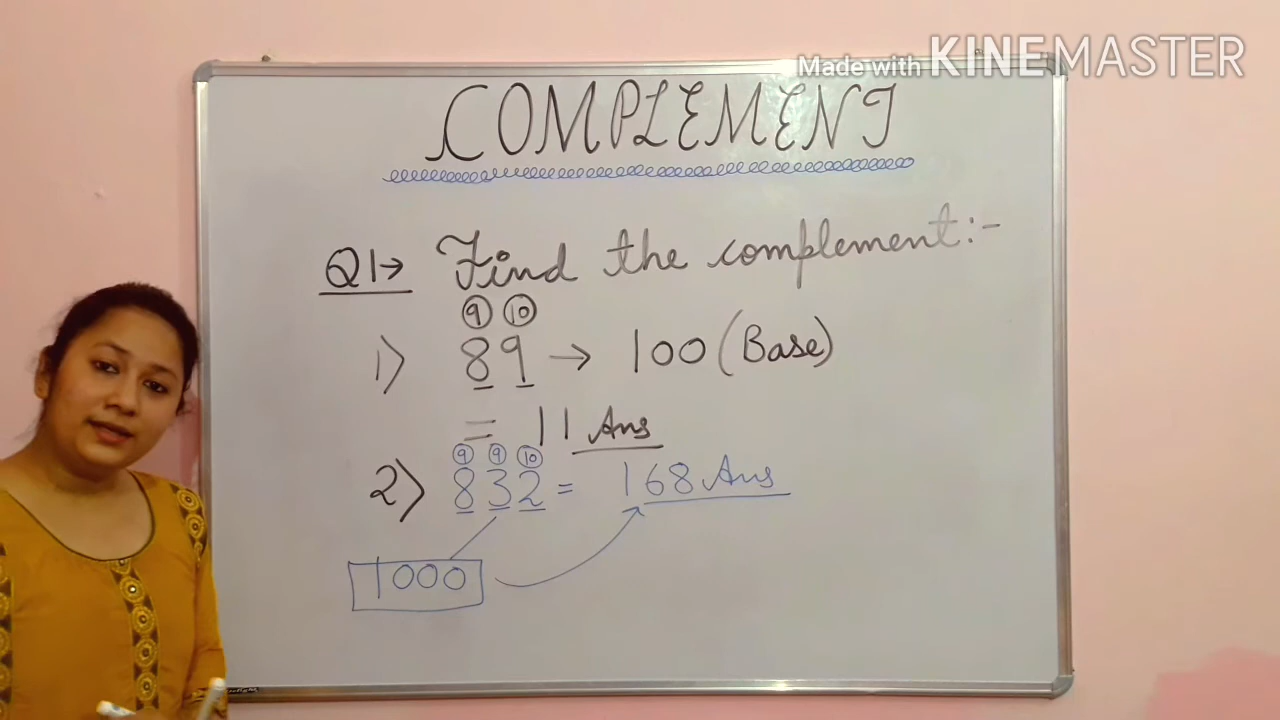 Made with KINEMASTER
COMPLEMENT
Q1→ Find the complement:-
9 10
1) 89 → 100 (Base)
= 11 Ans
9 9 10
2) 832 = 168 Ans
1000